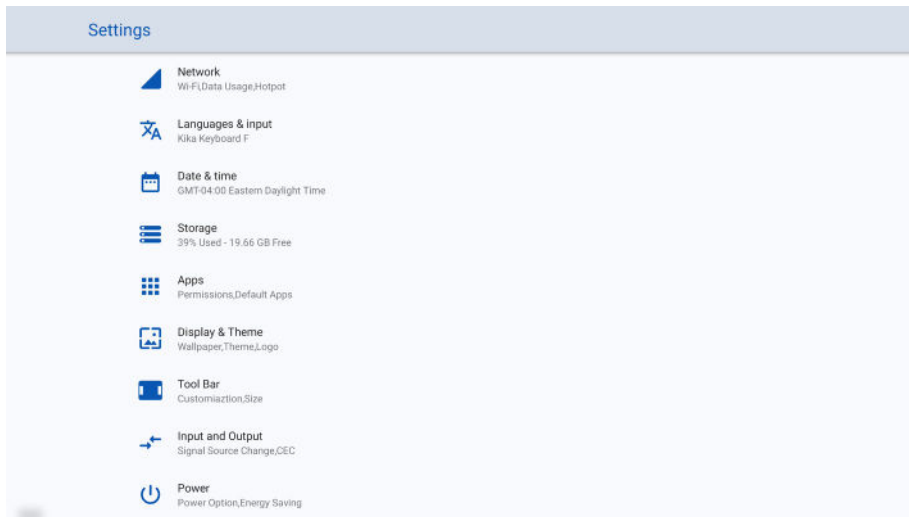 Settings
Network
Wi-Fi,Data Usage,Hotpot
Languages & input
Kika Keyboard F
Date & time
GMT-04:00 Eastern Daylight Time
Storage
39% Used - 19.66 GB Free
Apps
Permissions,Default Apps
Display & Theme
Wallpaper,Theme,Logo
Tool Bar
Customiaztion,Size
Input and Output
Signal Source Change,CEC
Power
Power Option,Energy Saving